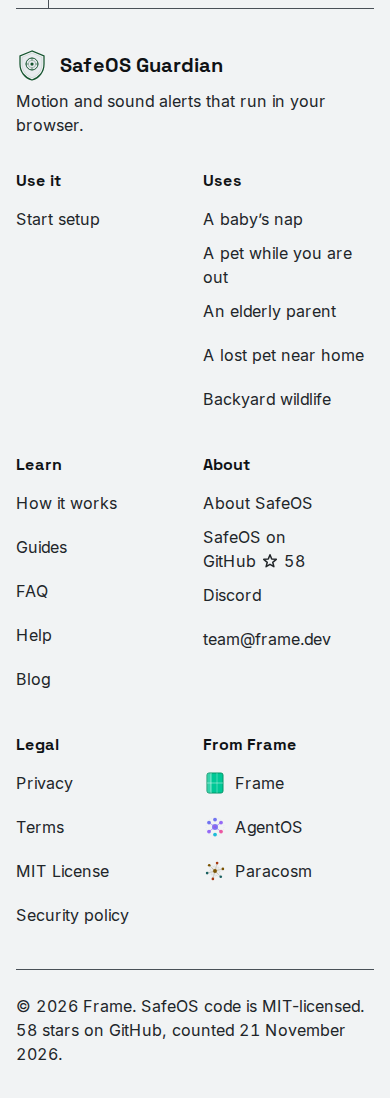 SafeOS Guardian
Motion and sound alerts that run in your
browser.
Use it
Start setup
Uses
A baby’s nap
A pet while you are
out
An elderly parent
A lost pet near home
Backyard wildlife
Learn
How it works
Guides
FAQ
Help
Blog
About
About SafeOS
SafeOS on
GitHub ☆ 58
Discord
team@frame.dev
Legal
Privacy
Terms
MIT License
Security policy
From Frame
Frame
AgentOS
Paracosm
© 2026 Frame. SafeOS code is MIT-licensed.
58 stars on GitHub, counted 21 November
2026.